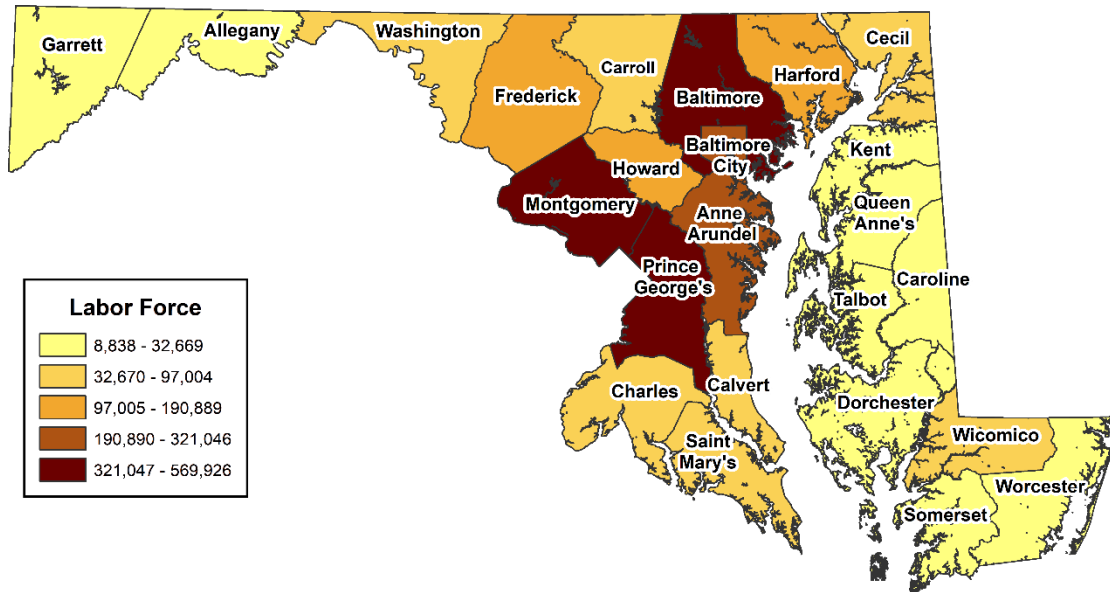 Garrett
Allegany
Washington
Frederick
Carroll
Baltimore
Harford
Cecil
Howard
Baltimore
City
Kent
Montgomery
Anne
Arundel
Queen
Anne's
Prince
George's
Caroline
Talbot
Charles
Calvert
Dorchester
Saint
Mary's
Wicomico
Worcester
Somerset
Labor Force
8,838 - 32,669
32,670 - 97,004
97,005 - 190,889
190,890 - 321,046
321,047 - 569,926